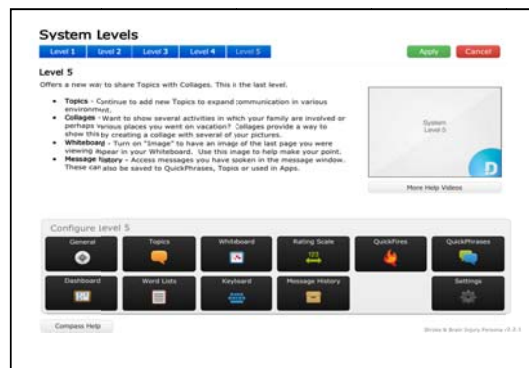 System Levels
Level 1 Level 2 Level 3 Level 4 Level 5 Apply Cancel
Level 5
Offers a new way to share Topics with Collages. This is the last level.
• Topics - Continue to add new Topics to expand communication in various
environment.
• Collages - Want to show several activities in which your family are involved or
perhaps various places you went on vacation? Collages provide a way to
show this by creating a collage with several of your pictures.
• Whiteboard - Turn on "Image" to have an image of the last page you were
viewing appear in your Whiteboard. Use this image to help make your point.
• Message History - Access messages you have spoken in the message window.
These can also be saved to QuickPhrases, Topics or used in Apps.
System
Level 5
D
More Help Videos
Configure Level 5
General Topics Whiteboard Rating Scale QuickFires QuickPhrases
123
Dashboard Word Lists Keyboard Message History Settings
Compass Help
Stroke & Brain Injury Persona